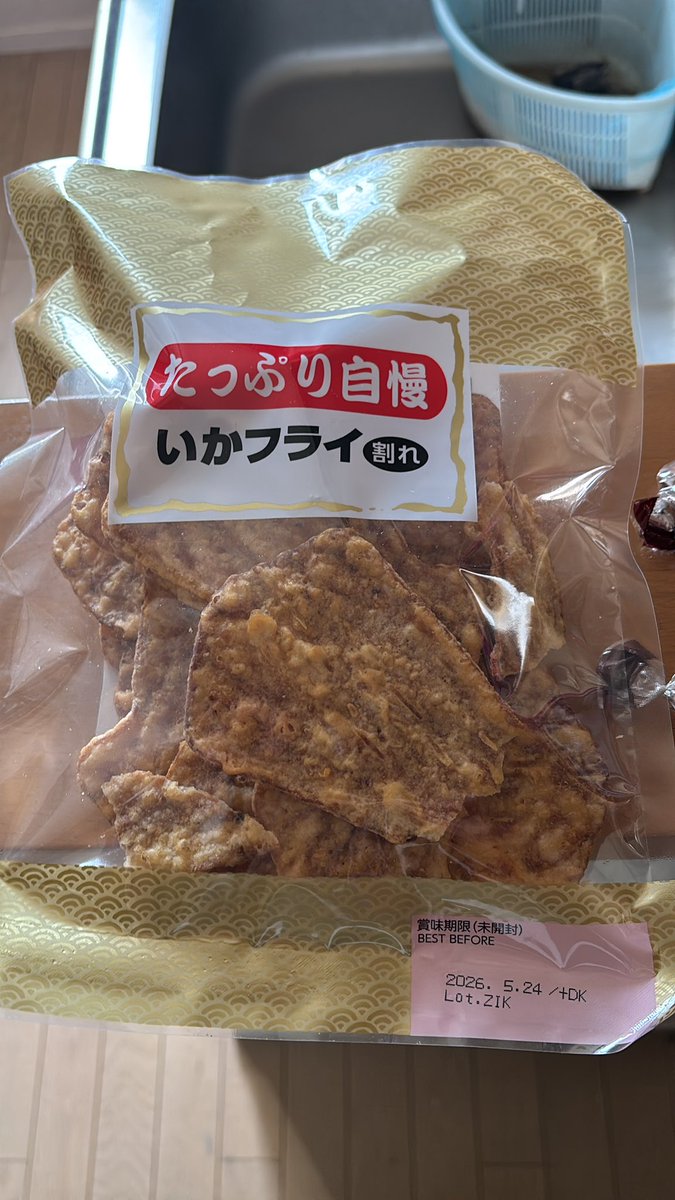 たっぷり自慢
いかフライ 割れ
賞味期限(未開封)
BEST BEFORE
2026. 5.24 /+DK
Lot.ZIK